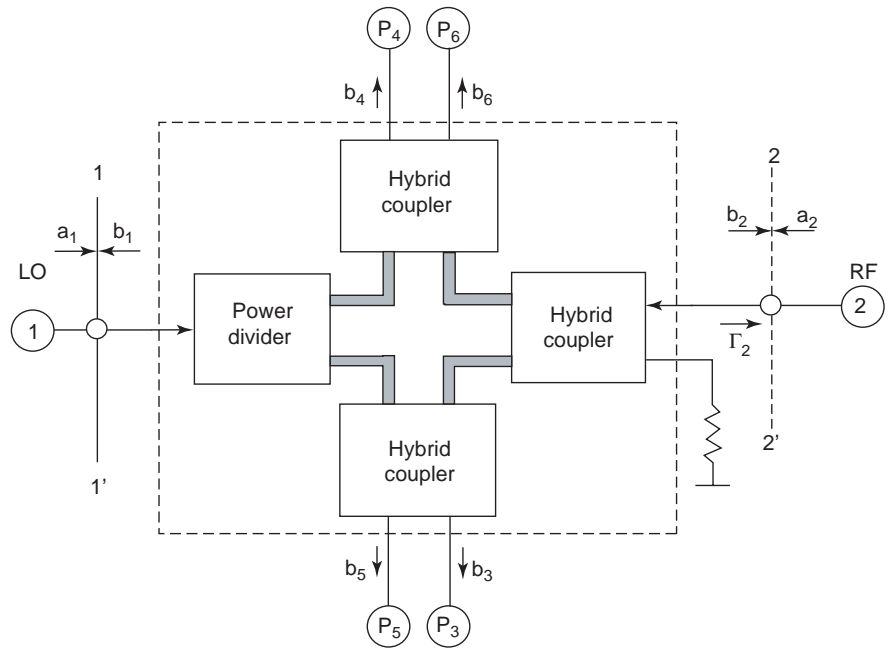 P4
P6
b4
b6
1
2
Hybrid
coupler
a1
b1
b2
a2
LO
RF
Power
divider
Hybrid
coupler
1
2
Γ2
Hybrid
coupler
1'
2'
b5
b3
P5
P3